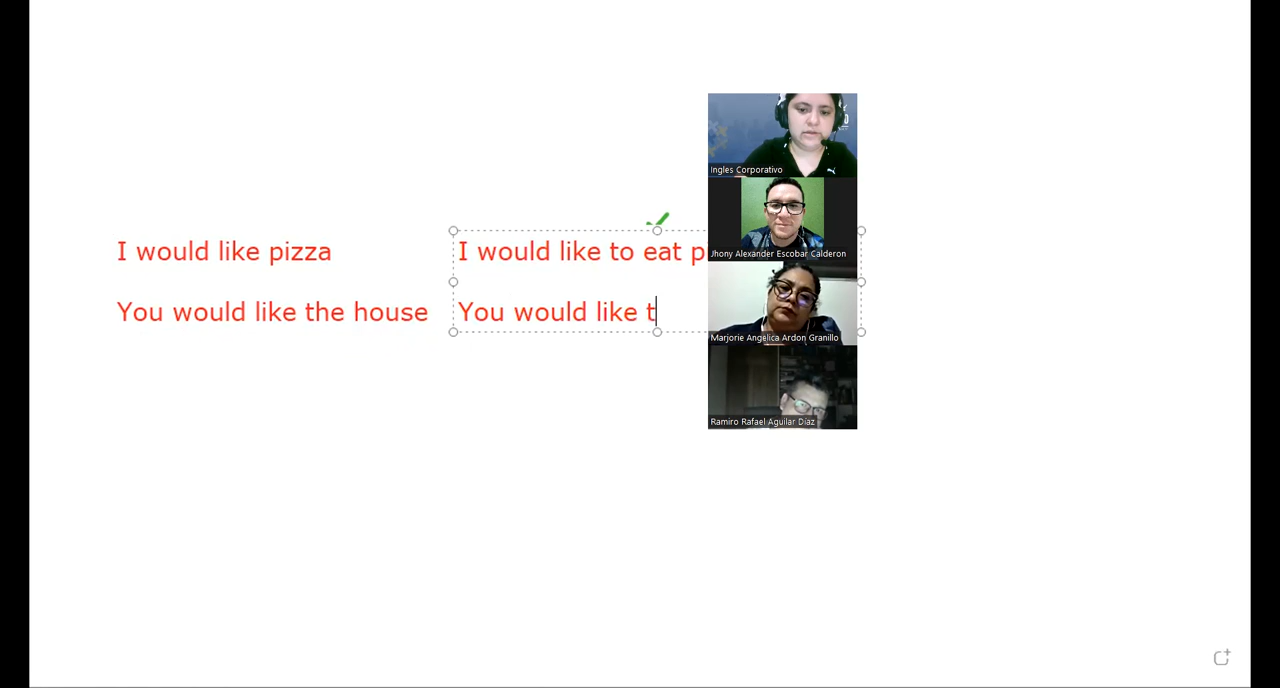 I would like pizza
I would like to eat p
You would like the house
You would like t
Ingles Corporativo
Jhony Alexander Escobar Calderon
Marjorie Angelica Ardon Granillo
Ramiro Rafael Aguilar Diaz